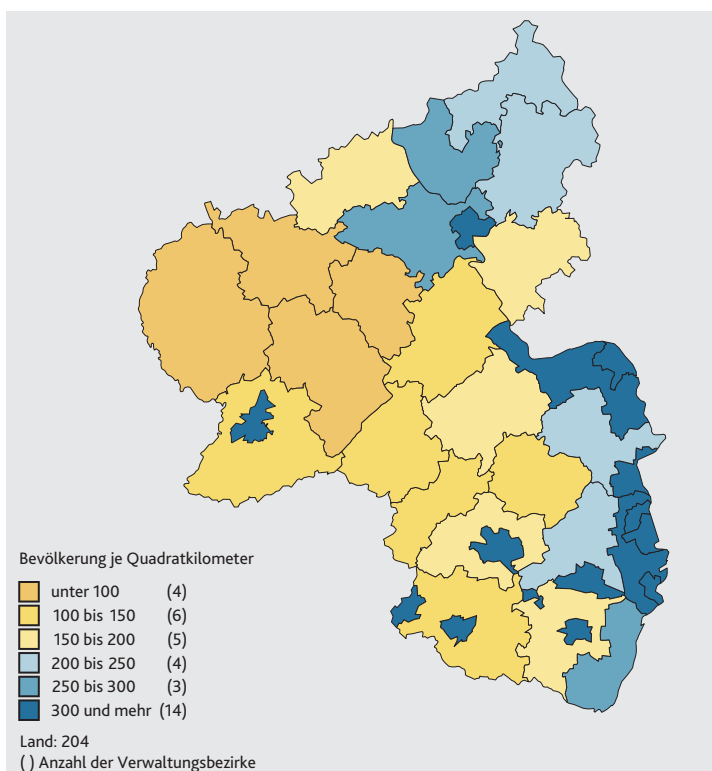 Bevölkerung je Quadratkilometer
unter 100 (4)
100 bis 150 (6)
150 bis 200 (5)
200 bis 250 (4)
250 bis 300 (3)
300 und mehr (14)
Land: 204
( ) Anzahl der Verwaltungsbezirke